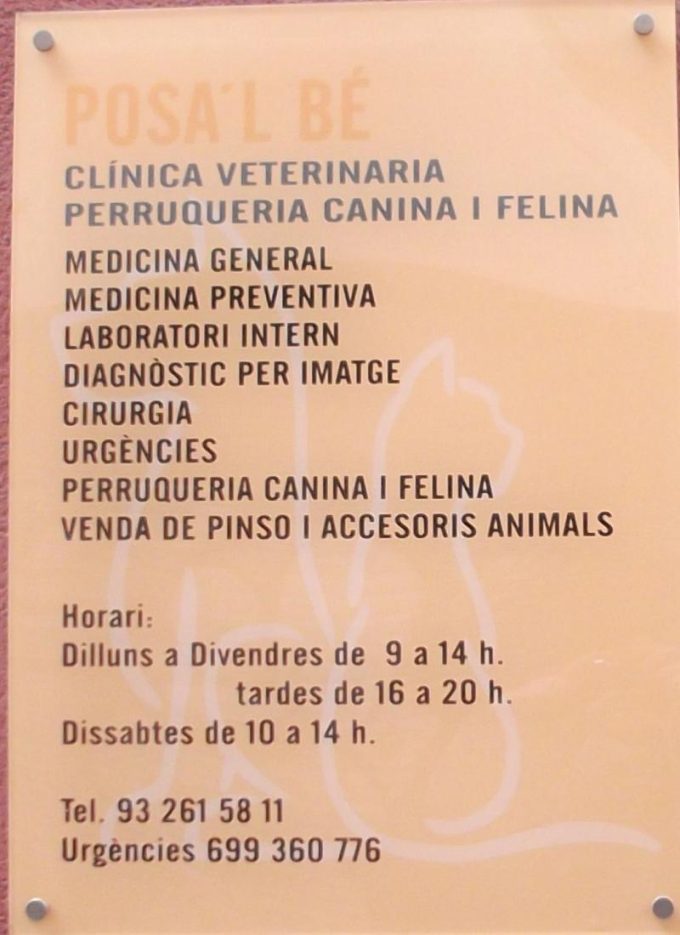 POSA´L BÉ
CLÍNICA VETERINARIA
PERRUQUERIA CANINA I FELINA
MEDICINA GENERAL
MEDICINA PREVENTIVA
LABORATORI INTERN
DIAGNÒSTIC PER IMATGE
CIRURGIA
URGÈNCIES
PERRUQUERIA CANINA I FELINA
VENDA DE PINSO I ACCESORIS ANIMALS
Horari:
Dilluns a Divendres de 9 a 14 h.
tardes de 16 a 20 h.
Dissabtes de 10 a 14 h.
Tel. 93 261 58 11
Urgències 699 360 776